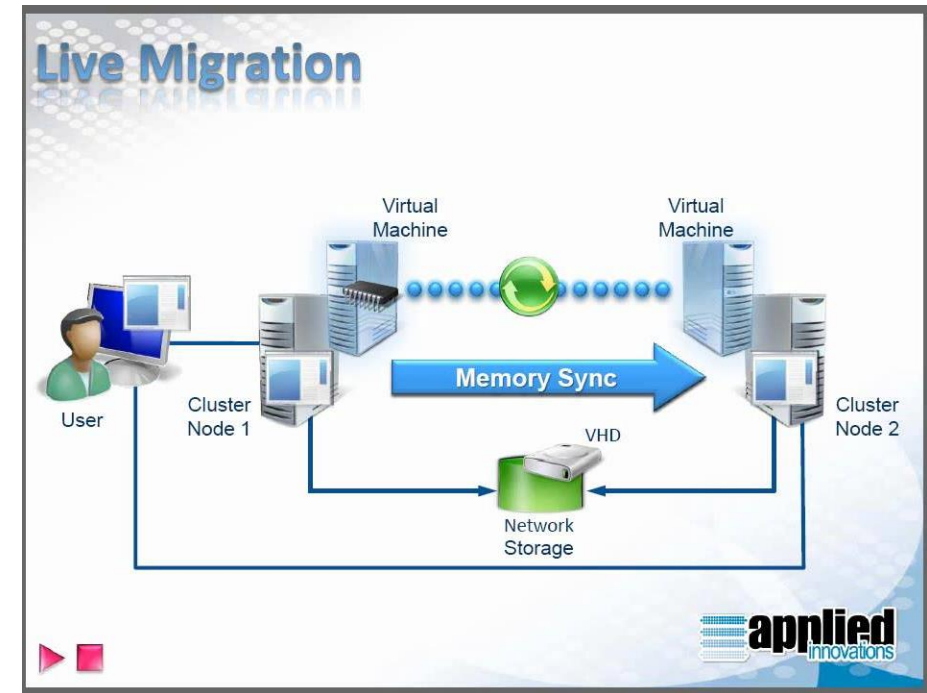 Live Migration
Virtual
Machine
Virtual
Machine
Memory Sync
User
Cluster
Node 1
Cluster
Node 2
VHD
Network
Storage
applied
innovations